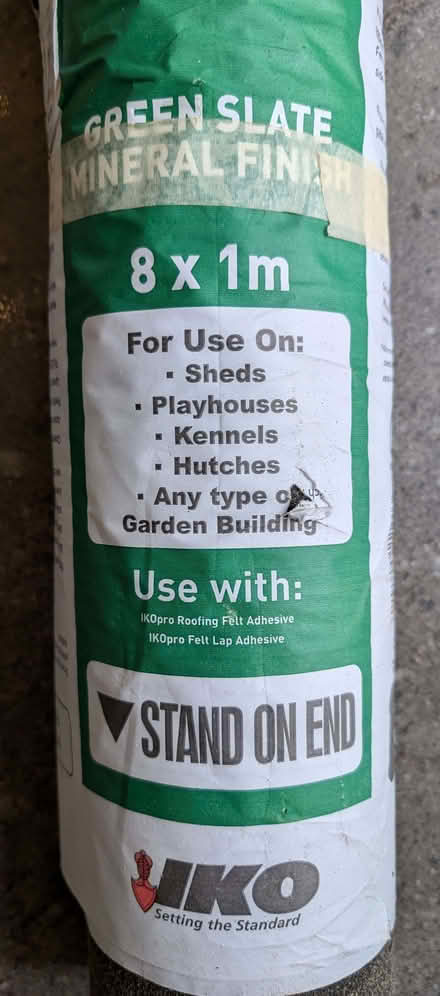 GREEN SLATE
MINERAL FINISH
8 x 1m
For Use On:
▪ Sheds
▪ Playhouses
▪ Kennels
▪ Hutches
▪ Any type
Garden Building
Use with:
IKOpro Roofing Felt Adhesive
IKOpro Felt Lap Adhesive
▼ STAND ON END
IKO
Setting the Standard